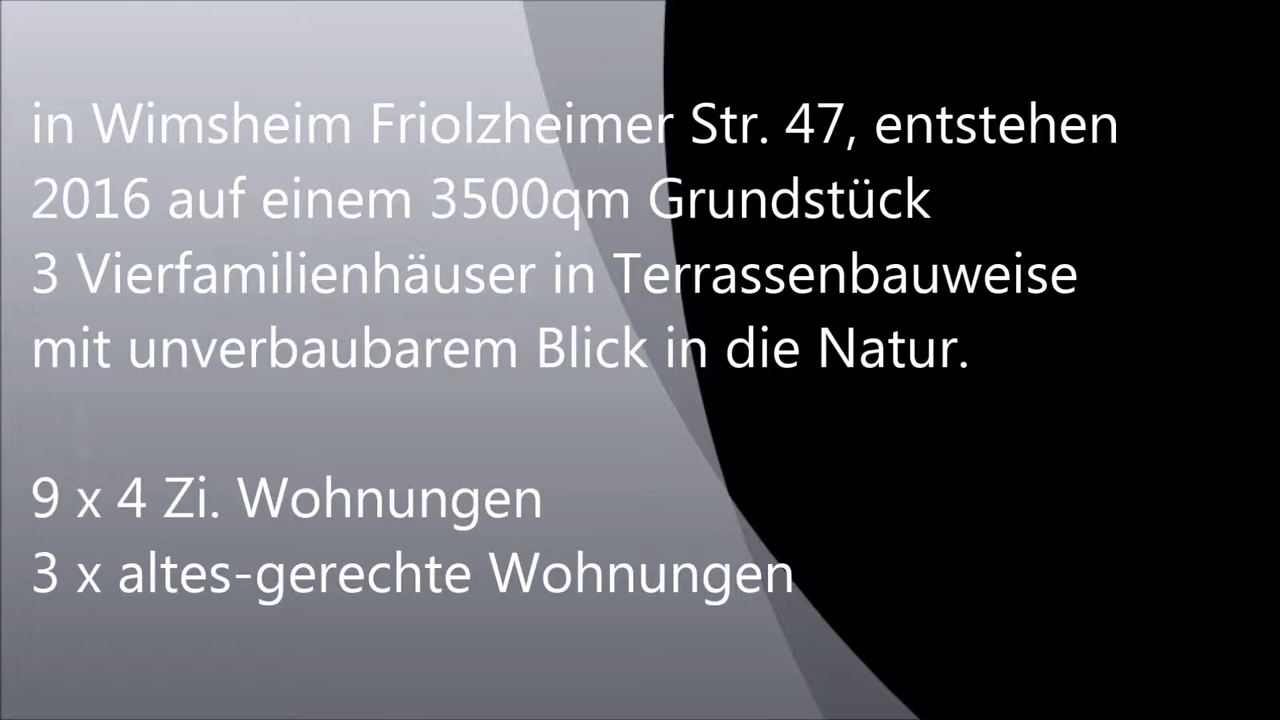 in Wimsheim Friolzheimer Str. 47, entstehen
2016 auf einem 3500qm Grundstück
3 Vierfamilienhäuser in Terrassenbauweise
mit unverbaubarem Blick in die Natur.
9 x 4 Zi. Wohnungen
3 x altes-gerechte Wohnungen